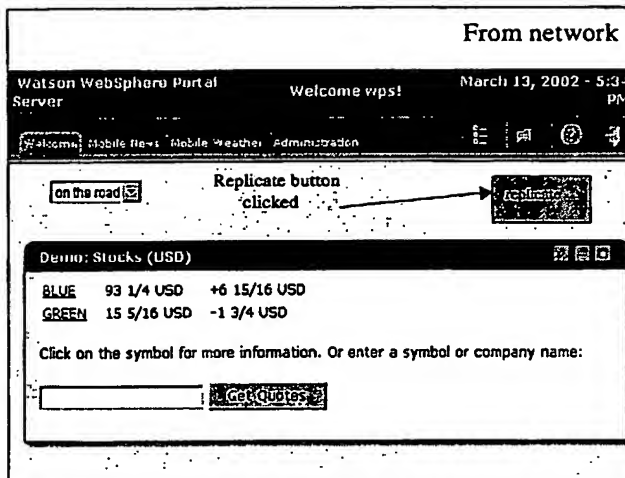 From network
Watson WebSphere Portal Server
Welcome wps!
March 13, 2002 - 5:3
PM
Welcome Mobile News Mobile Weather Administration
on the road
Replicate button
clicked
replicate
Demo: Stocks (USD)
BLUE 93 1/4 USD +6 15/16 USD
GREEN 15 5/16 USD -1 3/4 USD
Click on the symbol for more information. Or enter a symbol or company name:
Get Quotes